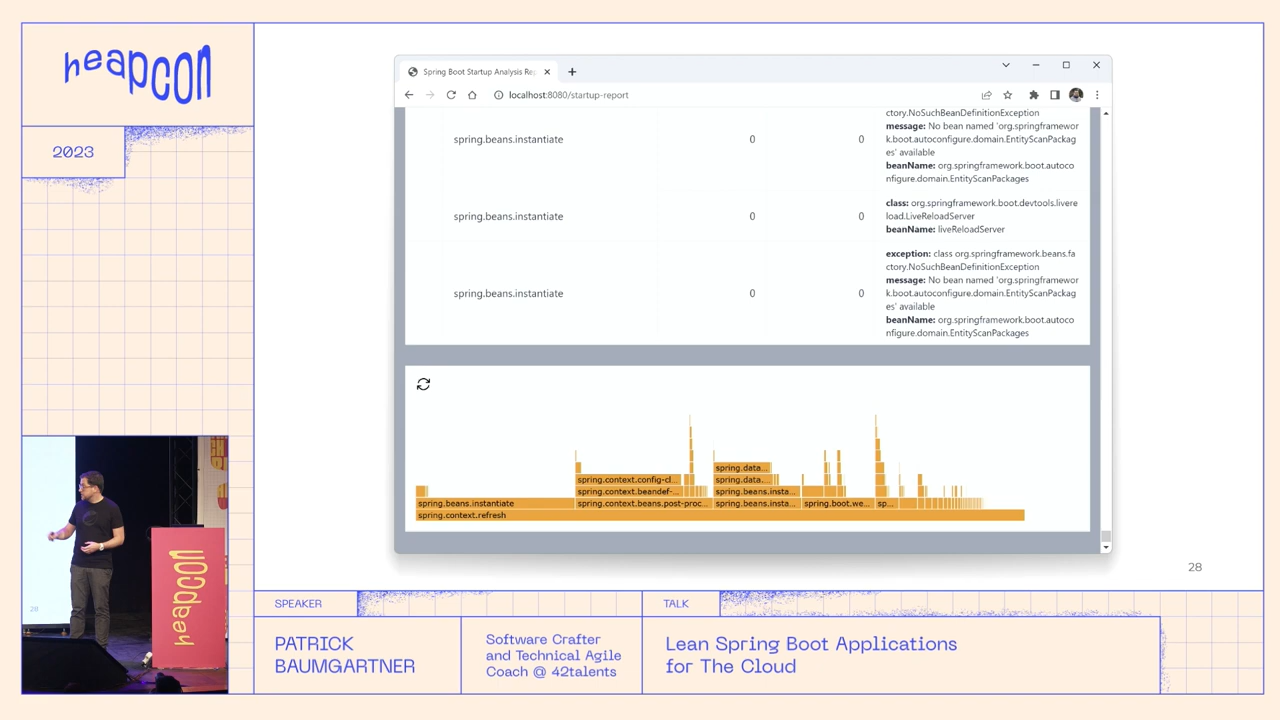 heapcon
2023
Spring Boot Startup Analysis Rep
localhost:8080/startup-report
ctory.NoSuchBeanDefinitionException
spring.beans.instantiate 0 0
message: No bean named 'org.springframewor
k.boot.autoconfigure.domain.EntityScanPackag
es' available
beanName: org.springframework.boot.autoco
nfigure.domain.EntityScanPackages
spring.beans.instantiate 0 0
class: org.springframework.boot.devtools.livere
load.LiveReloadServer
beanName: liveReloadServer
spring.beans.instantiate 0 0
exception: class org.springframework.beans.fa
ctory.NoSuchBeanDefinitionException
message: No bean named 'org.springframewor
k.boot.autoconfigure.domain.EntityScanPackag
es' available
beanName: org.springframework.boot.autoco
nfigure.domain.EntityScanPackages
spring.data...
spring.context.config-cl... spring.data...
spring.context.beandef-... spring.beans.insta...
spring.beans.instantiate spring.context.beans.post-proc... spring.beans.insta... spring.boot.we... sp...
spring.context.refresh
28
28
heapcon
SPEAKER
PATRICK
BAUMGARTNER
Software Crafter
and Technical Agile
Coach @ 42talents
TALK
Lean Spring Boot Applications
for The Cloud